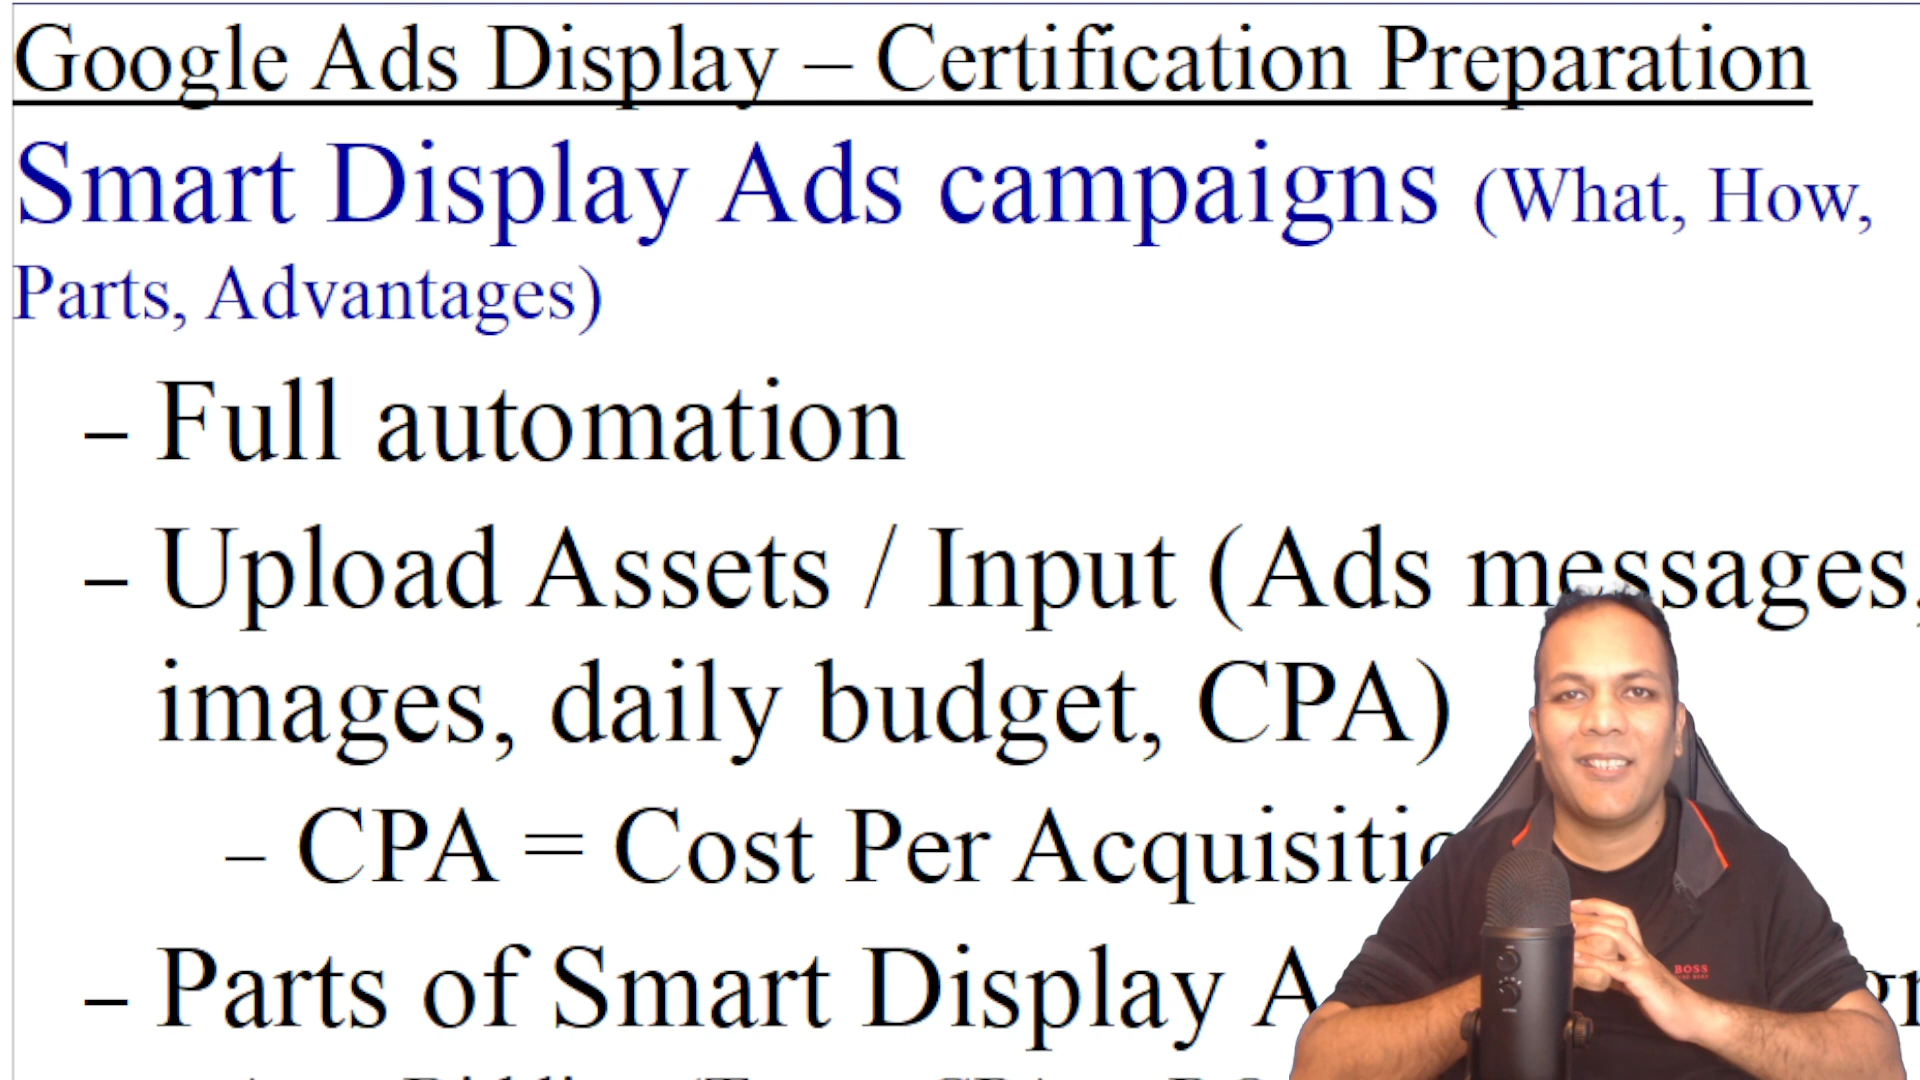 Google Ads Display – Certification Preparation
Smart Display Ads campaigns (What, How,
Parts, Advantages)
– Full automation
– Upload Assets / Input (Ads messages,
images, daily budget, CPA)
– CPA = Cost Per
– Parts of Smart Display
BOSS